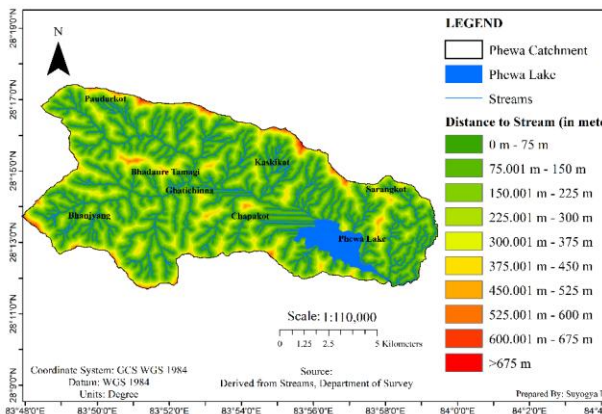 28°19'0"N
28°17'0"N
28°16'0"N
28°13'0"N
28°11'0"N
28°9'0"N
N
Paudurkot
Kaskikat
Bhadaure Tamagi
Ghatichinna
Sarangkot
Bhanjyang
Chapakot
Phewa Lake
Scale: 1:110,000
0 1.25 2.5 5 Kilometers
Coordinate System: GCS WGS 1984
Datum: WGS 1984
Units: Degree
Source:
Derived from Streams, Department of Survey
LEGEND
Phewa Catchment
Phewa Lake
Streams
Distance to Stream (in mete
0 m - 75 m
75.001 m - 150 m
150.001 m - 225 m
225.001 m - 300 m
300.001 m - 375 m
375.001 m - 450 m
450.001 m - 525 m
525.001 m - 600 m
600.001 m - 675 m
>675 m
Prepared By: Suyogya
83°48'0"E 83°50'0"E 83°52'0"E 83°54'0"E 83°56'0"E 83°58'0"E 84°0'0"E 84°2'0"E